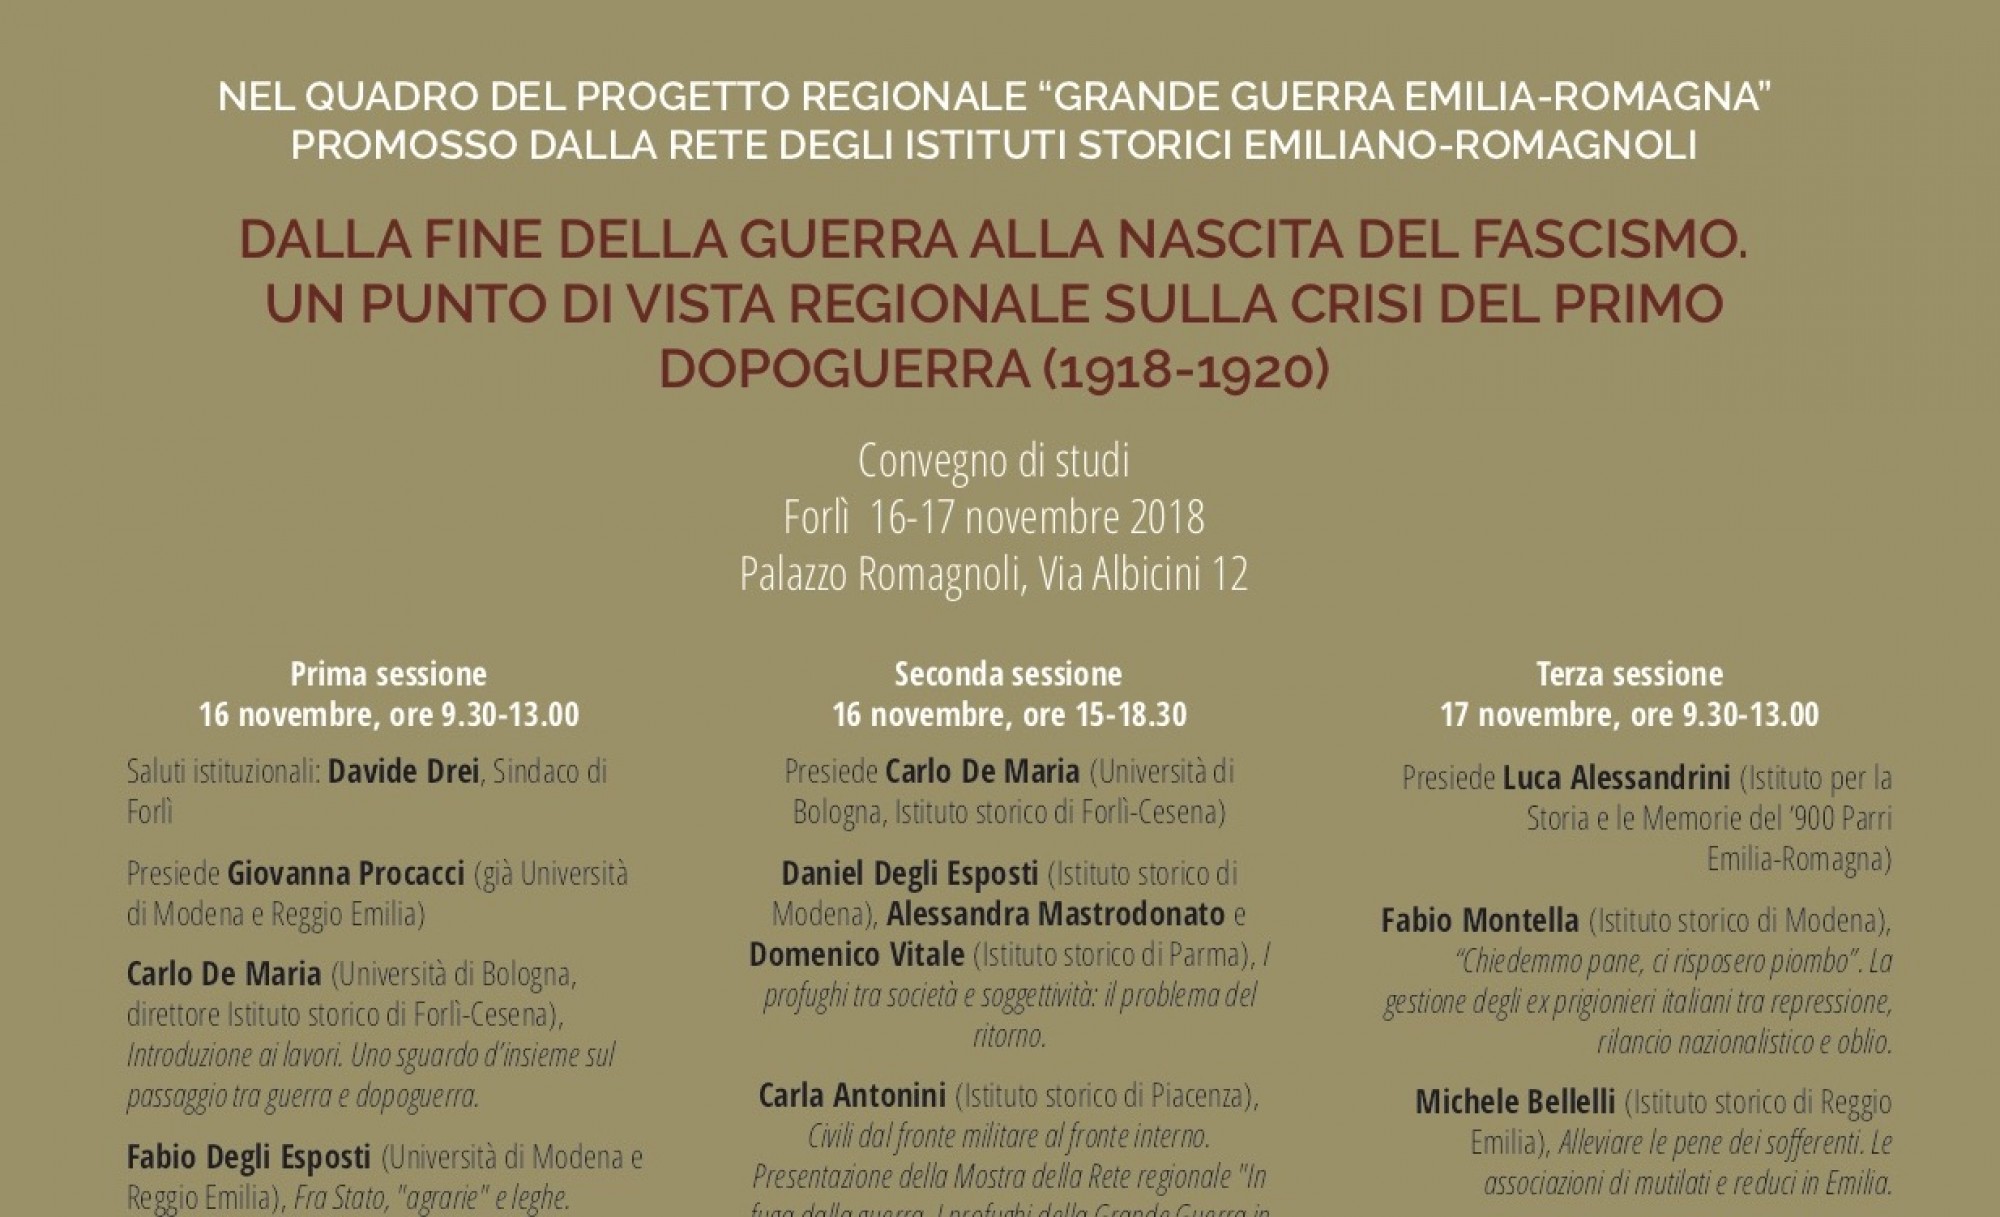 NEL QUADRO DEL PROGETTO REGIONALE “GRANDE GUERRA EMILIA-ROMAGNA”
PROMOSSO DALLA RETE DEGLI ISTITUTI STORICI EMILIANO-ROMAGNOLI
DALLA FINE DELLA GUERRA ALLA NASCITA DEL FASCISMO.
UN PUNTO DI VISTA REGIONALE SULLA CRISI DEL PRIMO
DOPOGUERRA (1918-1920)
Convegno di studi
Forlì 16-17 novembre 2018
Palazzo Romagnoli, Via Albicini 12
Prima sessione
16 novembre, ore 9.30-13.00
Saluti istituzionali: Davide Drei, Sindaco di
Forlì
Presiede Giovanna Procacci (già Università
di Modena e Reggio Emilia)
Carlo De Maria (Università di Bologna,
direttore Istituto storico di Forlì-Cesena),
Introduzione ai lavori. Uno sguardo d’insieme sul
passaggio tra guerra e dopoguerra.
Fabio Degli Esposti (Università di Modena e
Reggio Emilia), Fra Stato, "agrarie" e leghe.
Seconda sessione
16 novembre, ore 15-18.30
Presiede Carlo De Maria (Università di
Bologna, Istituto storico di Forlì-Cesena)
Daniel Degli Esposti (Istituto storico di
Modena), Alessandra Mastrodonato e
Domenico Vitale (Istituto storico di Parma), I
profughi tra società e soggettività: il problema del
ritorno.
Carla Antonini (Istituto storico di Piacenza),
Civili dal fronte militare al fronte interno.
Presentazione della Mostra della Rete regionale "In
fuga dalla guerra. I profughi della Grande Guerra in
Terza sessione
17 novembre, ore 9.30-13.00
Presiede Luca Alessandrini (Istituto per la
Storia e le Memorie del ’900 Parri
Emilia-Romagna)
Fabio Montella (Istituto storico di Modena),
“Chiedemmo pane, ci risposero piombo”. La
gestione degli ex prigionieri italiani tra repressione,
rilancio nazionalistico e oblio.
Michele Bellelli (Istituto storico di Reggio
Emilia), Alleviare le pene dei sofferenti. Le
associazioni di mutilati e reduci in Emilia.